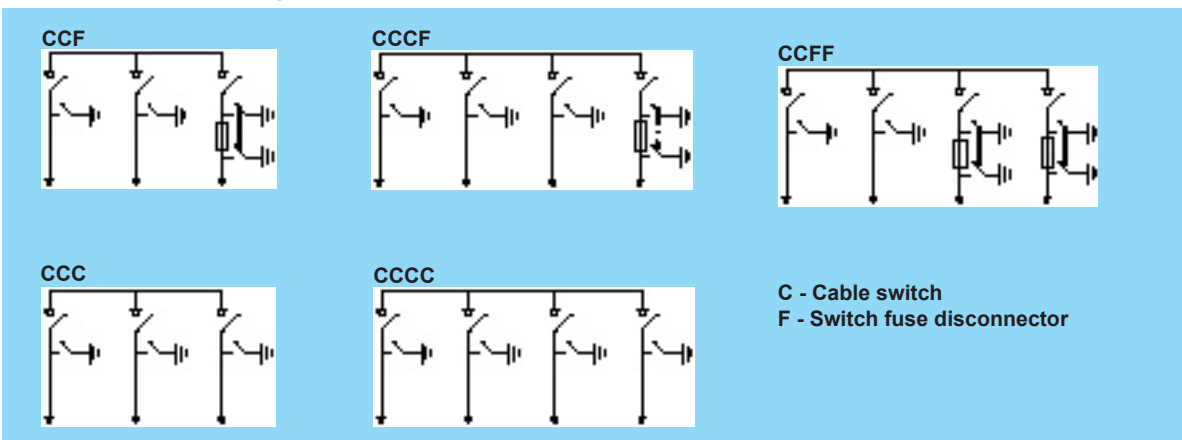 CCF
CCCF
CCFF
CCC
CCCC
C - Cable switch
F - Switch fuse disconnector